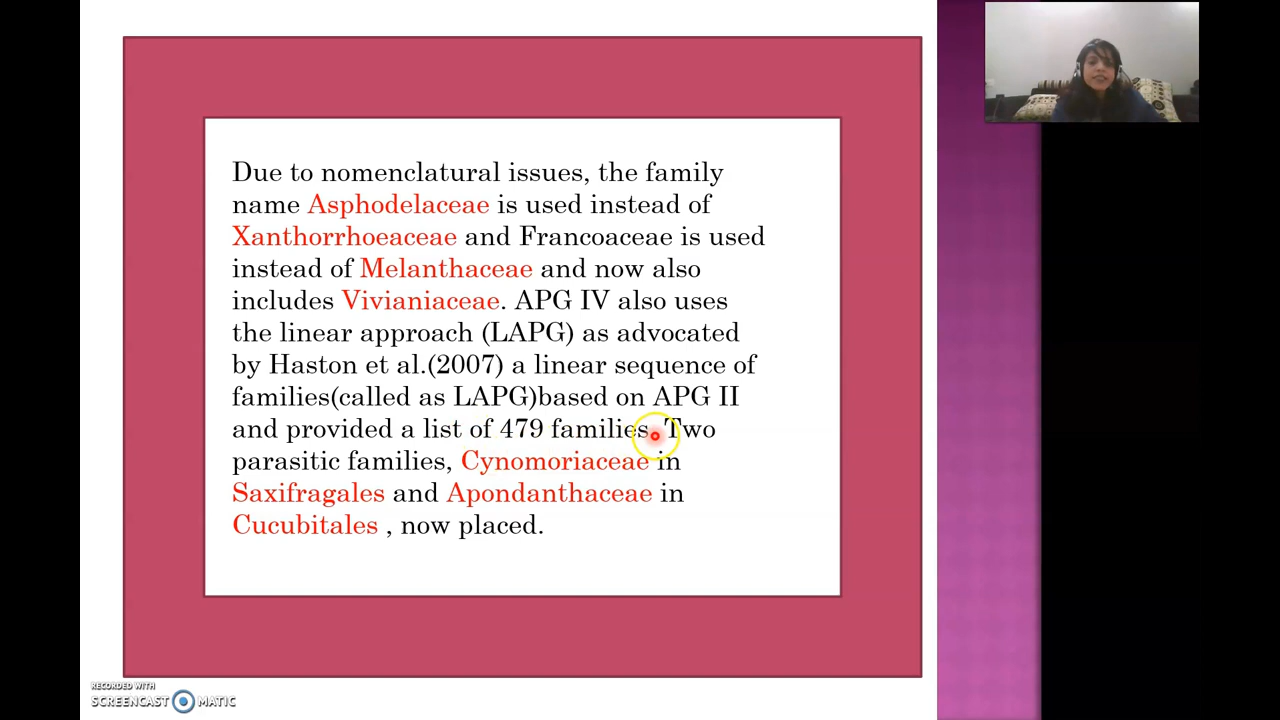 Due to nomenclatural issues, the family
name Asphodelaceae is used instead of
Xanthorrhoeaceae and Francoaceae is used
instead of Melanthaceae and now also
includes Vivianiaceae. APG IV also uses
the linear approach (LAPG) as advocated
by Haston et al.(2007) a linear sequence of
families(called as LAPG)based on APG II
and provided a list of 479 families. Two
parasitic families, Cynomoriaceae in
Saxifragales and Apondanthaceae in
Cucubitales , now placed.
RECORDED WITH
SCREENCAST MATIC